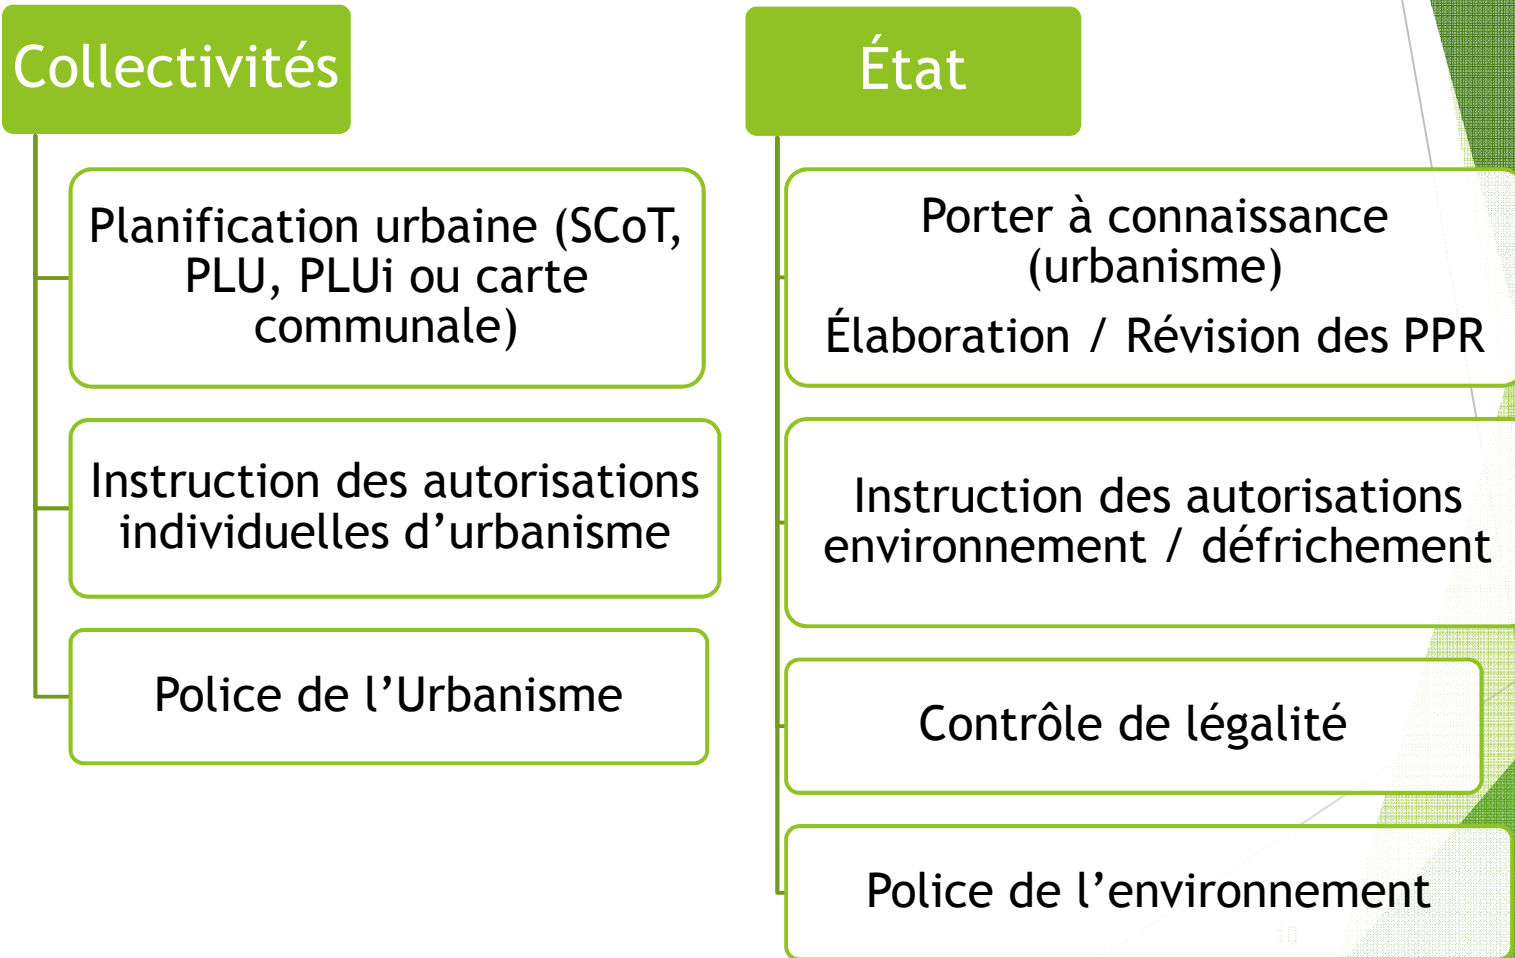 Collectivités
Planification urbaine (SCoT,
PLU, PLUi ou carte
communale)
Instruction des autorisations
individuelles d’urbanisme
Police de l’Urbanisme
État
Porter à connaissance
(urbanisme)
Élaboration / Révision des PPR
Instruction des autorisations
environnement / défrichement
Contrôle de légalité
Police de l’environnement
10